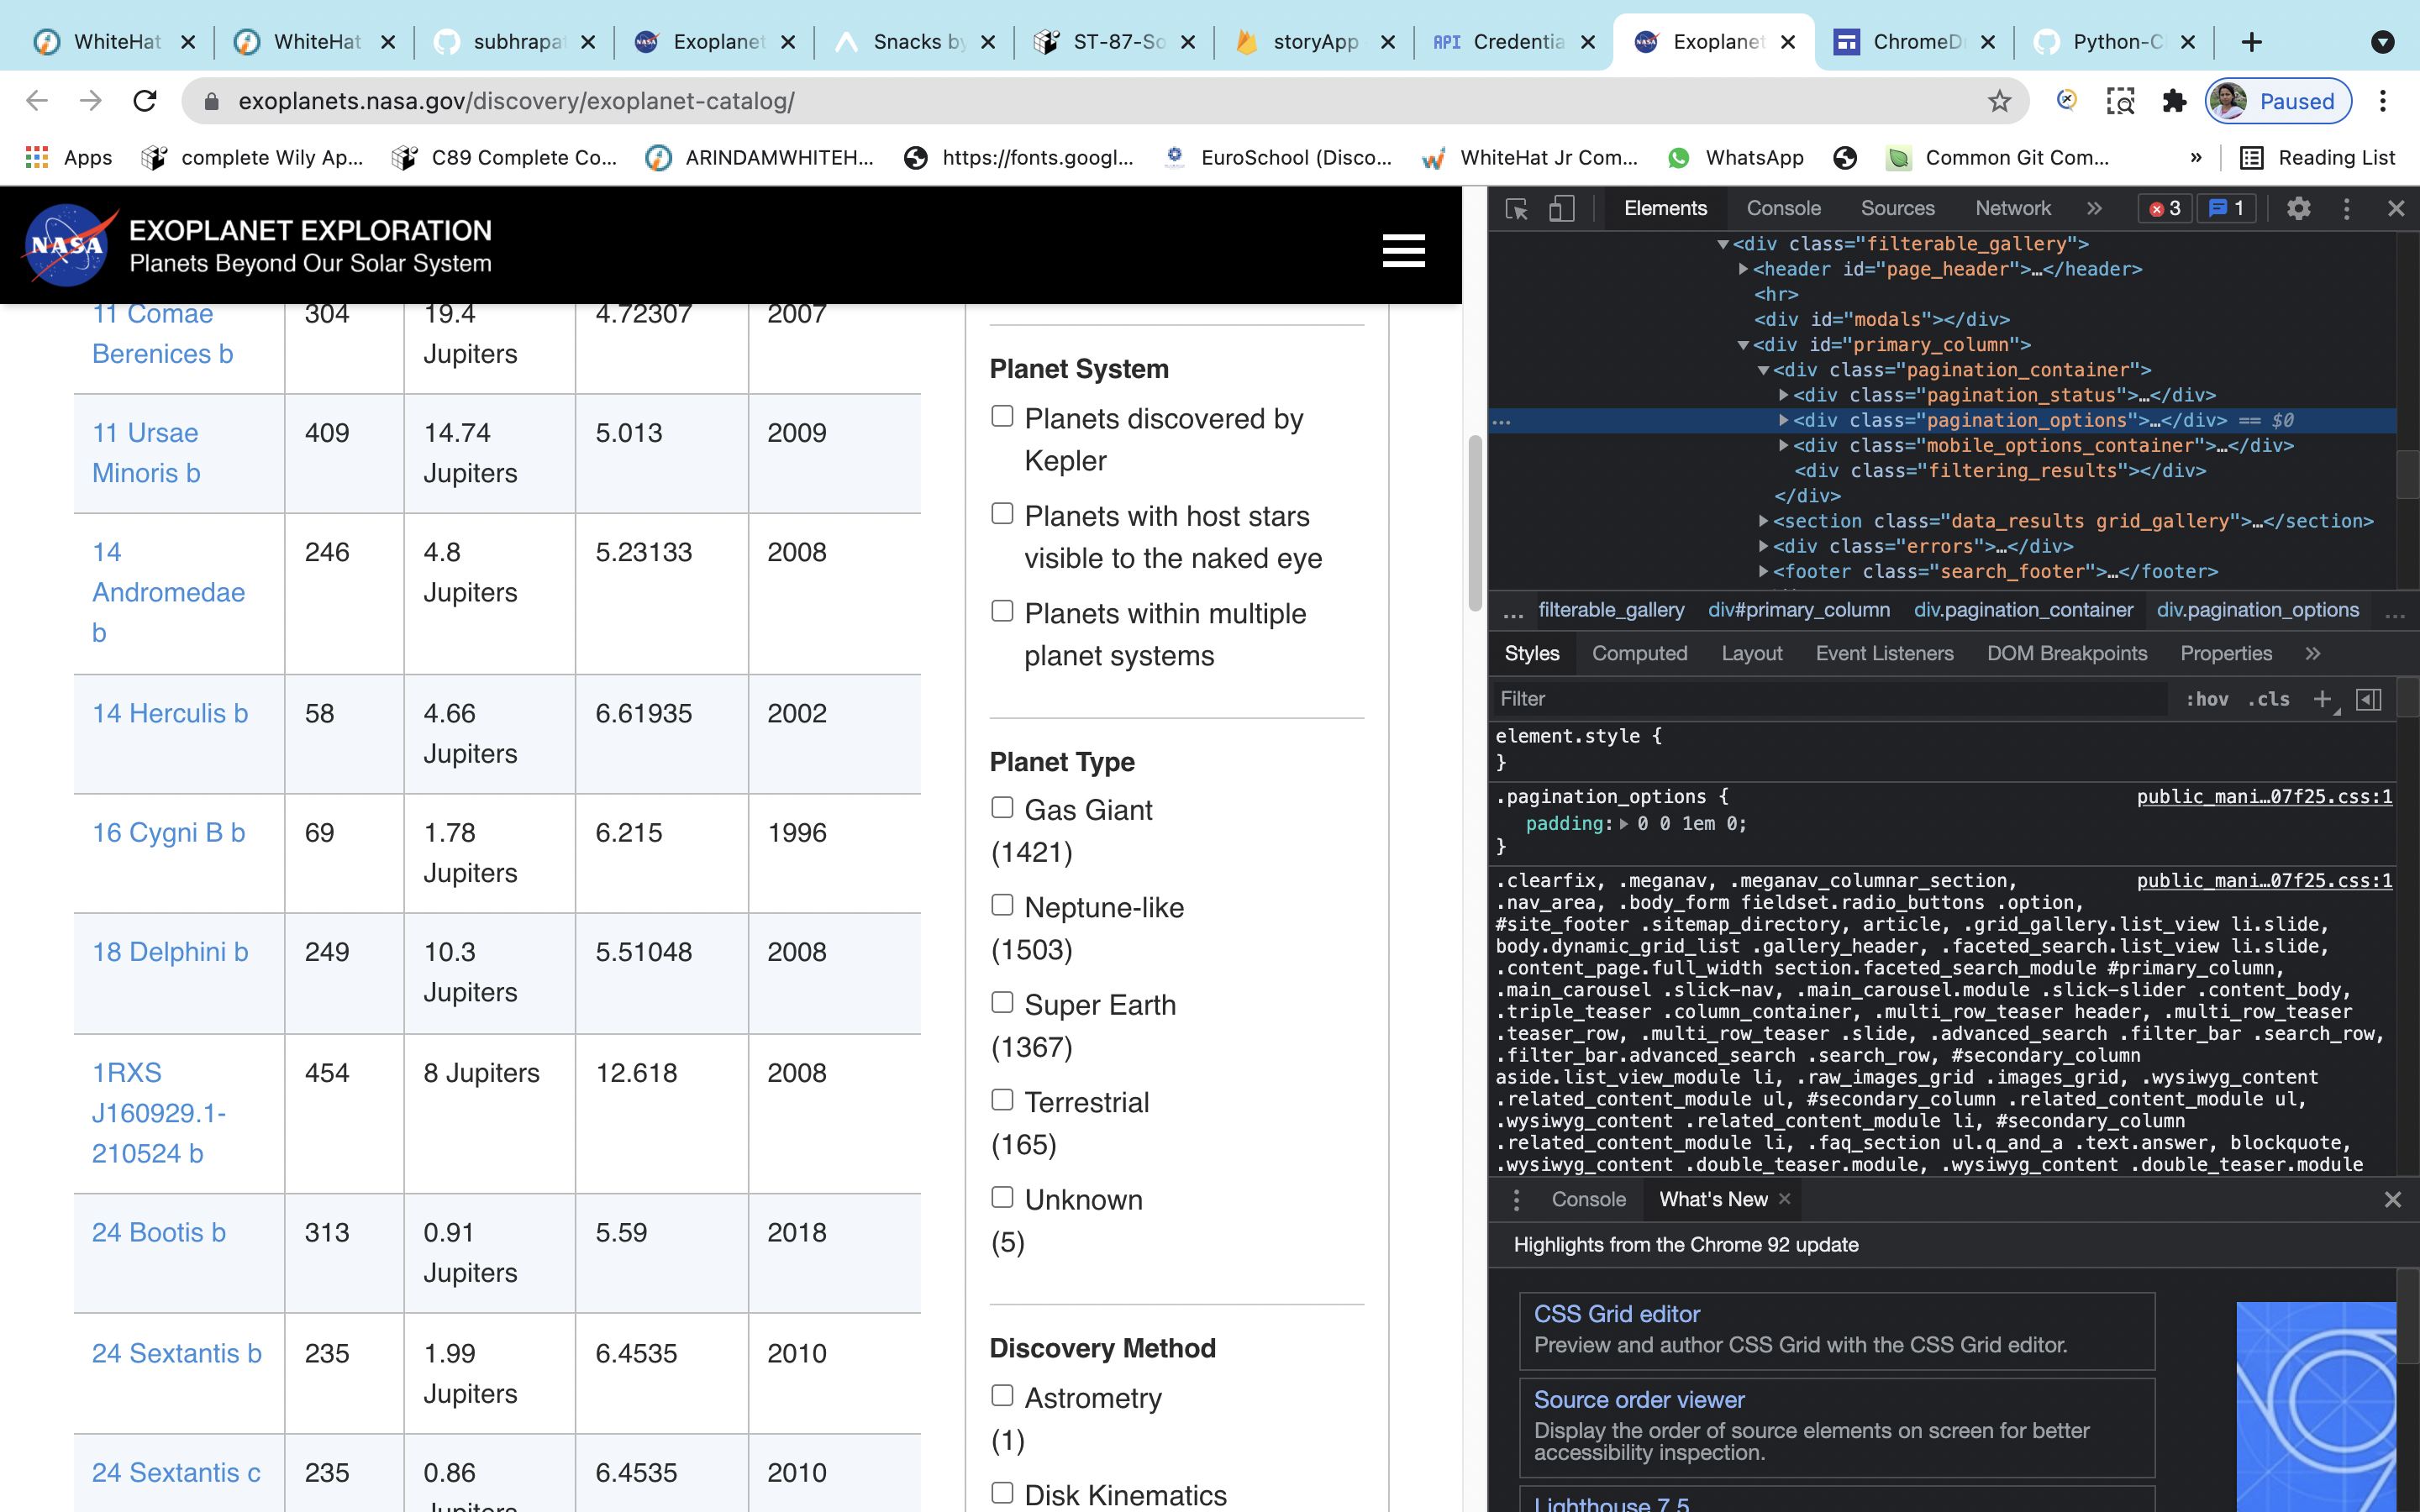 WhiteHat
WhiteHat
subhrapa
Exoplanet
Snacks by
ST-87-So
storyApp
API Credentia
Exoplanet
ChromeD
Python-C
exoplanets.nasa.gov/discovery/exoplanet-catalog/
Paused
Apps
complete Wily Ap...
C89 Complete Co...
ARINDAMWHITEH...
https://fonts.googl...
EuroSchool (Disco...
WhiteHat Jr Com...
WhatsApp
Common Git Com...
»
Reading List
NASA
EXOPLANET EXPLORATION
Planets Beyond Our Solar System
11 Comae 304 19.4 4.72307 2007
Berenices b Jupiters
11 Ursae 409 14.74 5.013 2009
Minoris b Jupiters
14 246 4.8 5.23133 2008
Andromedae Jupiters
b
14 Herculis b 58 4.66 6.61935 2002
Jupiters
16 Cygni B b 69 1.78 6.215 1996
Jupiters
18 Delphini b 249 10.3 5.51048 2008
Jupiters
1RXS 454 8 Jupiters 12.618 2008
J160929.1-
210524 b
24 Bootis b 313 0.91 5.59 2018
Jupiters
24 Sextantis b 235 1.99 6.4535 2010
Jupiters
24 Sextantis c 235 0.86 6.4535 2010
Jupiters
Planet System
Planets discovered by
Kepler
Planets with host stars
visible to the naked eye
Planets within multiple
planet systems
Planet Type
Gas Giant
(1421)
Neptune-like
(1503)
Super Earth
(1367)
Terrestrial
(165)
Unknown
(5)
Discovery Method
Astrometry
(1)
Disk Kinematics
Elements Console Sources Network » 3 1
<div class="filterable_gallery">
<header id="page_header">…</header>
<hr>
<div id="modals"></div>
<div id="primary_column">
<div class="pagination_container">
<div class="pagination_status">…</div>
<div class="pagination_options">…</div> == $0
<div class="mobile_options_container">…</div>
<div class="filtering_results"></div>
</div>
<section class="data_results grid_gallery">…</section>
<div class="errors">…</div>
<footer class="search_footer">…</footer>
... filterable_gallery div#primary_column div.pagination_container div.pagination_options ...
Styles Computed Layout Event Listeners DOM Breakpoints Properties »
Filter :hov .cls +
element.style {
}
.pagination_options { public_mani…07f25.css:1
padding: 0 0 1em 0;
}
.clearfix, .meganav, .meganav_columnar_section, public_mani…07f25.css:1
.nav_area, .body_form fieldset.radio_buttons .option,
#site_footer .sitemap_directory, article, .grid_gallery.list_view li.slide,
body.dynamic_grid_list .gallery_header, .faceted_search.list_view li.slide,
.content_page.full_width section.faceted_search_module #primary_column,
.main_carousel .slick-nav, .main_carousel.module .slick-slider .content_body,
.triple_teaser .column_container, .multi_row_teaser header, .multi_row_teaser
.teaser_row, .multi_row_teaser .slide, .advanced_search .filter_bar .search_row,
.filter_bar.advanced_search .search_row, #secondary_column
aside.list_view_module li, .raw_images_grid .images_grid, .wysiwyg_content
.related_content_module ul, #secondary_column .related_content_module ul,
.wysiwyg_content .related_content_module li, #secondary_column
.related_content_module li, .faq_section ul.q_and_a .text.answer, blockquote,
.wysiwyg_content .double_teaser.module, .wysiwyg_content .double_teaser.module
Console What's New
Highlights from the Chrome 92 update
CSS Grid editor
Preview and author CSS Grid with the CSS Grid editor.
Source order viewer
Display the order of source elements on screen for better
accessibility inspection.
Lighthouse 7.5